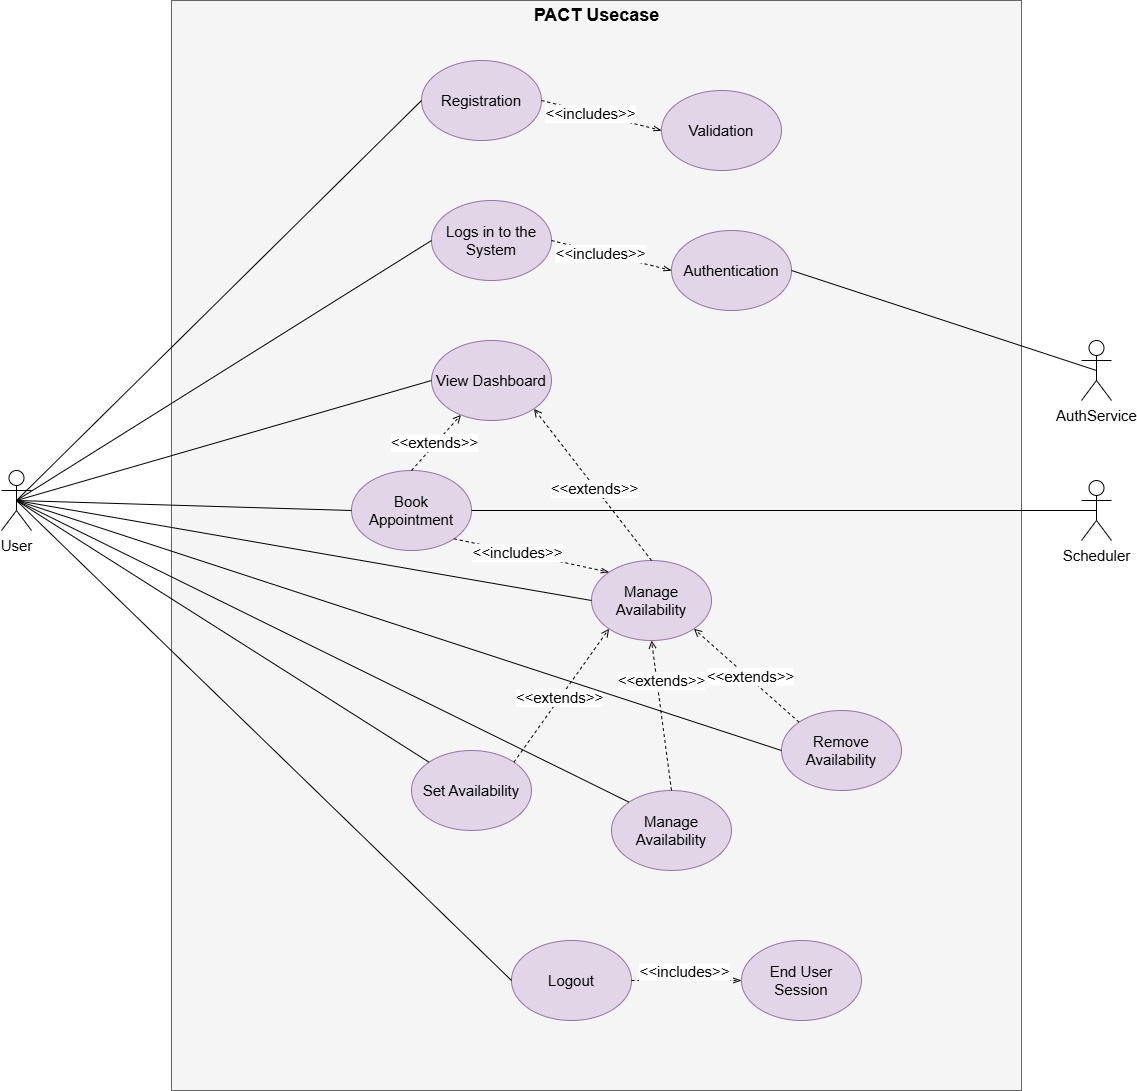 PACT Usecase
Registration
<<includes>>
Validation
Logs in to the
System
<<includes>>
Authentication
View Dashboard
AuthService
<<extends>>
<<extends>>
Book
Appointment
User
Scheduler
<<includes>>
Manage
Availability
<<extends>>
<<extends>>
<<extends>>
Remove
Availability
Set Availability
Manage
Availability
Logout
<<includes>>
End User
Session